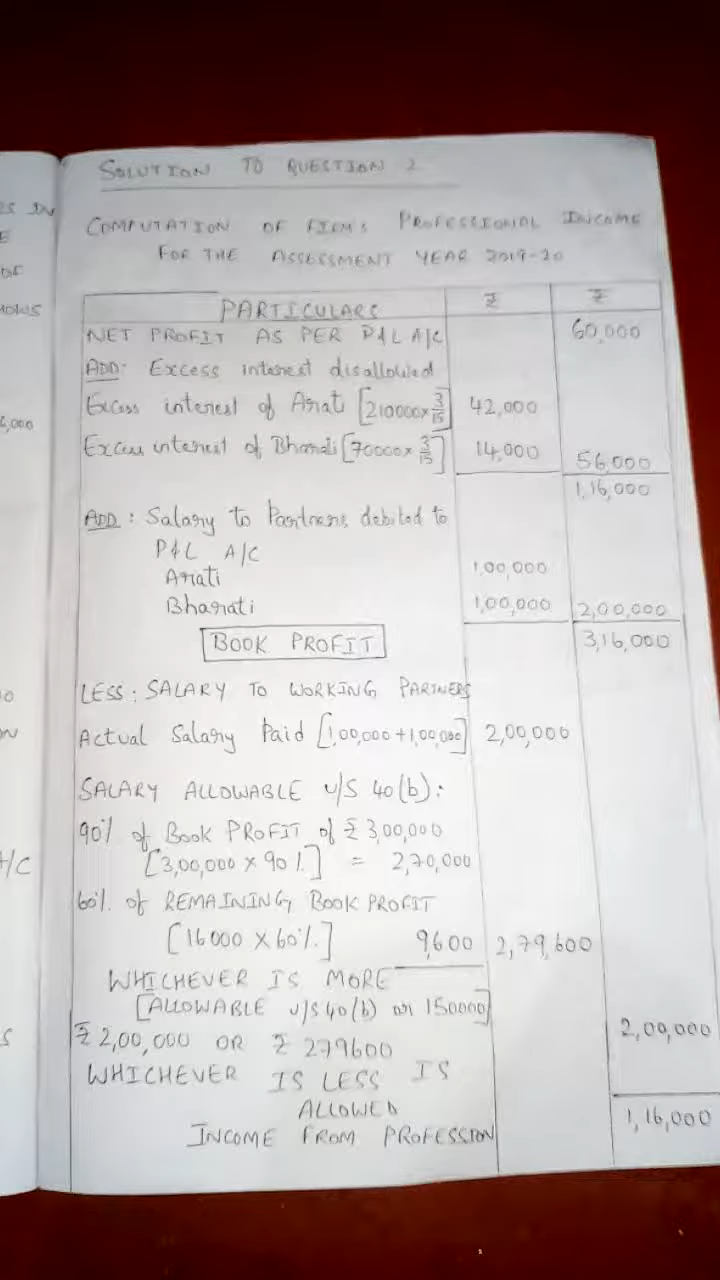 SOLUTION TO QUESTION 2
COMPUTATION OF FIRM'S PROFESSIONAL INCOME
FOR THE ASSESSMENT YEAR 2019-20
PARTICULARS ₹ ₹
NET PROFIT AS PER P&L A/C 60,000
ADD: Excess interest disallowed
Excess interest of Arati [210000 x 3/15] 42,000
Excess interest of Bharati [70000 x 3/15] 14,000 56,000
1,16,000
ADD: Salary to Partners debited to
P&L A/C
Arati 1,00,000
Bharati 1,00,000 2,00,000
BOOK PROFIT 3,16,000
LESS: SALARY TO WORKING PARTNERS
Actual Salary Paid [1,00,000+1,00,000] 2,00,000
SALARY ALLOWABLE U/S 40(b):
90% of BOOK PROFIT of ₹ 3,00,000
[3,00,000 X 90%] = 2,70,000
60% of REMAINING BOOK PROFIT
[16000 X 60%] 9,600 2,79,600
WHICHEVER IS MORE
[ALLOWABLE U/S 40(b) or 150000]
₹ 2,00,000 OR ₹ 279600 2,00,000
WHICHEVER IS LESS IS
ALLOWED
INCOME FROM PROFESSION 1,16,000